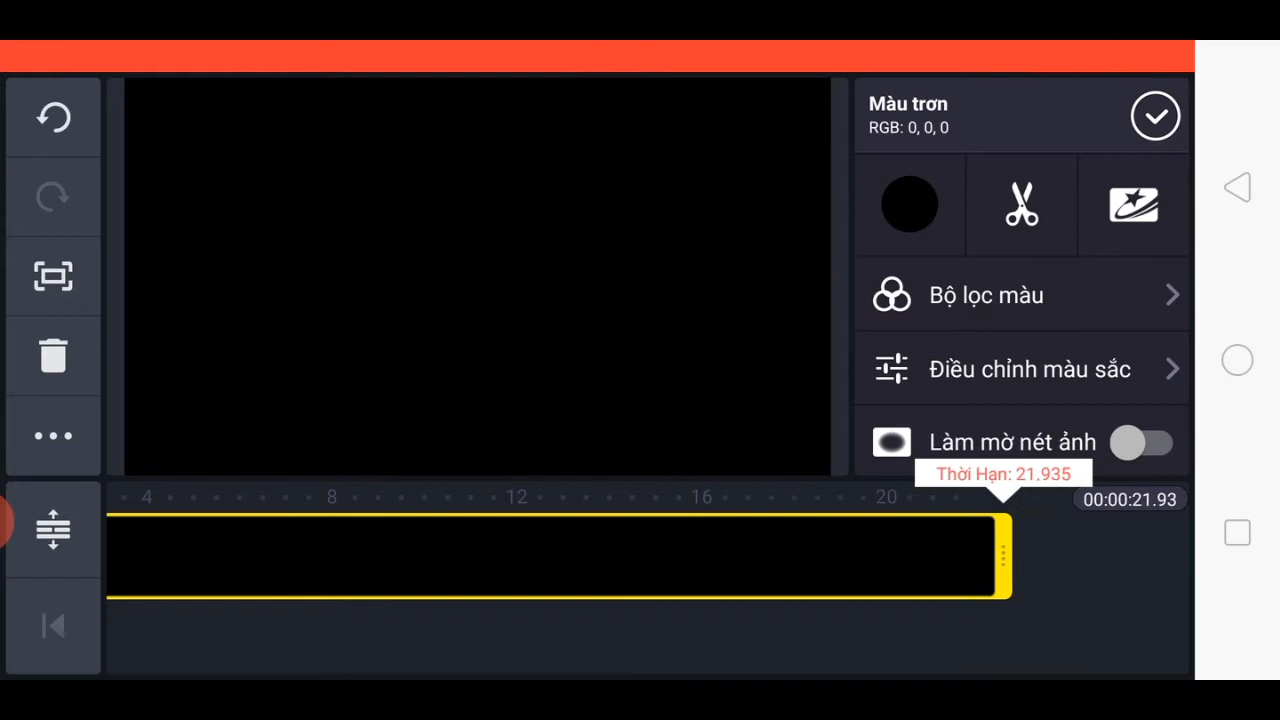 Màu trơn
RGB: 0, 0, 0
Bộ lọc màu
Điều chỉnh màu sắc
Làm mờ nét ảnh
Thời Hạn: 21,935
4 8 12 16 20
00:00:21.93